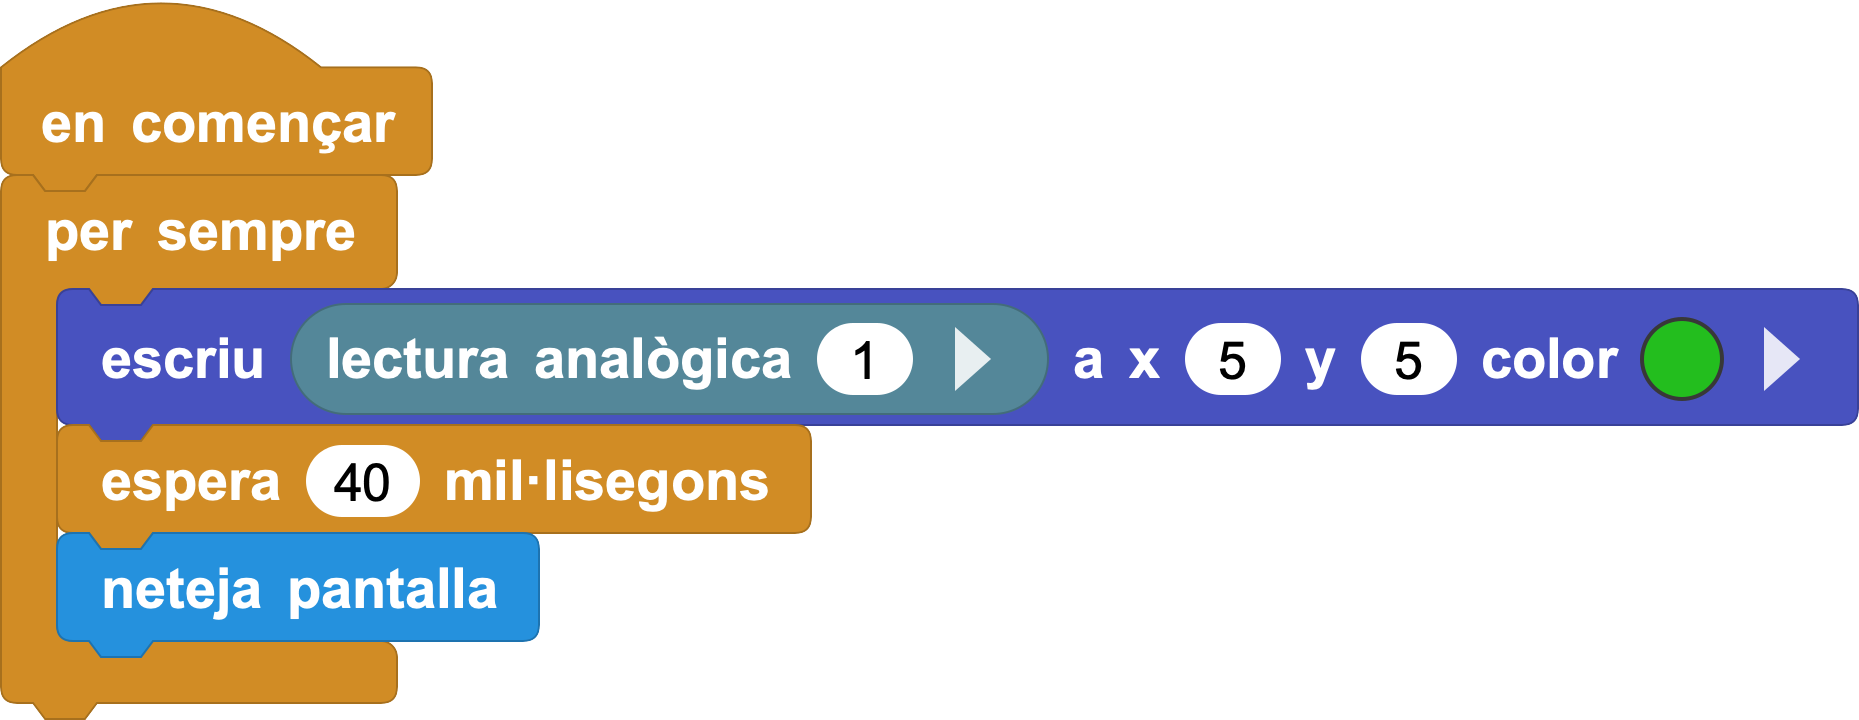 en començar
per sempre
escriu lectura analògica 1 a x 5 y 5 color
espera 40 mil·lisegons
neteja pantalla